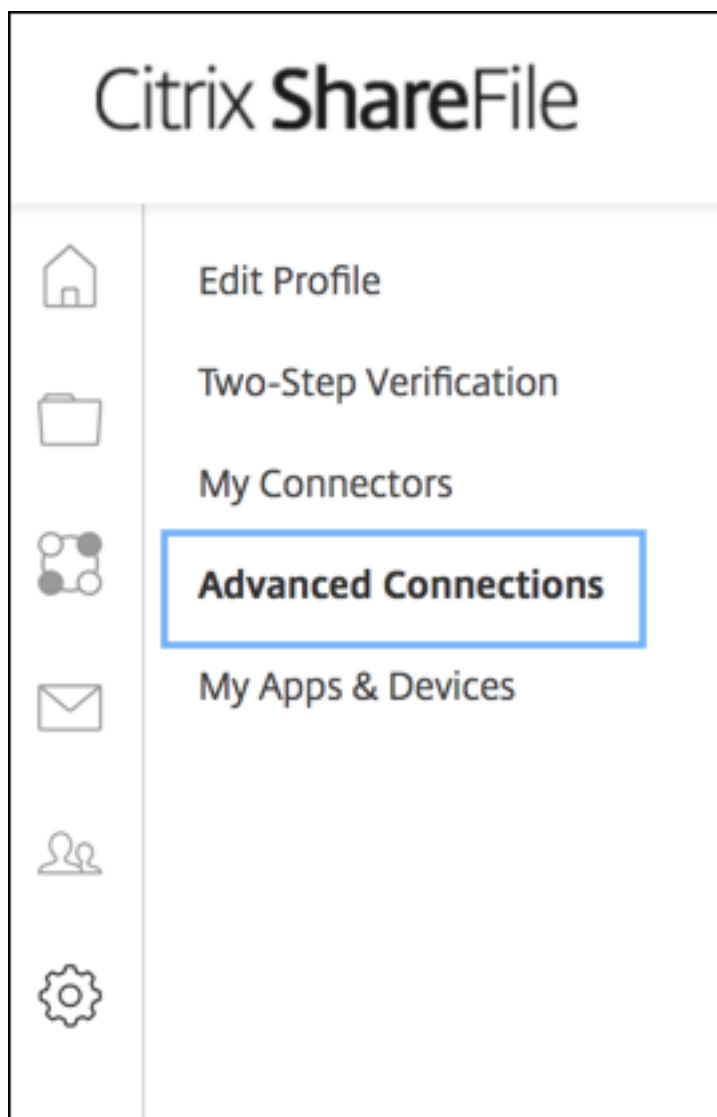 Citrix ShareFile
Edit Profile
Two-Step Verification
My Connectors
Advanced Connections
My Apps & Devices